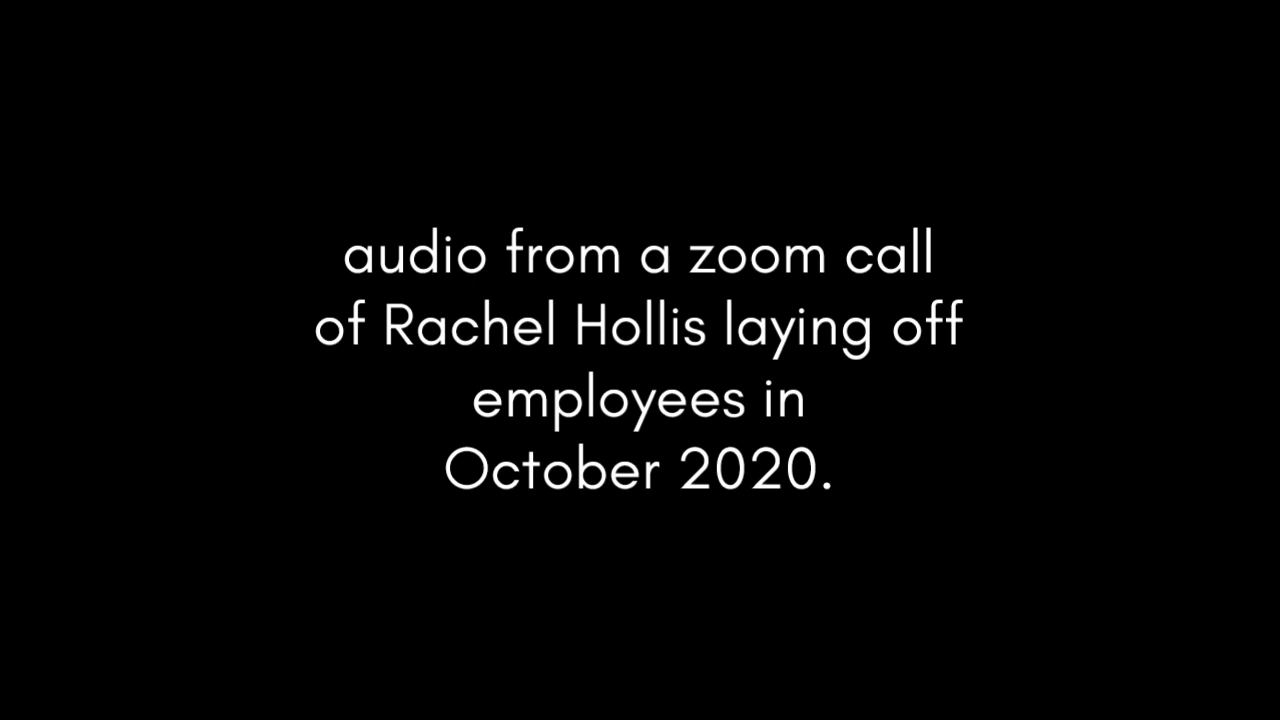 audio from a zoom call
of Rachel Hollis laying off
employees in
October 2020.